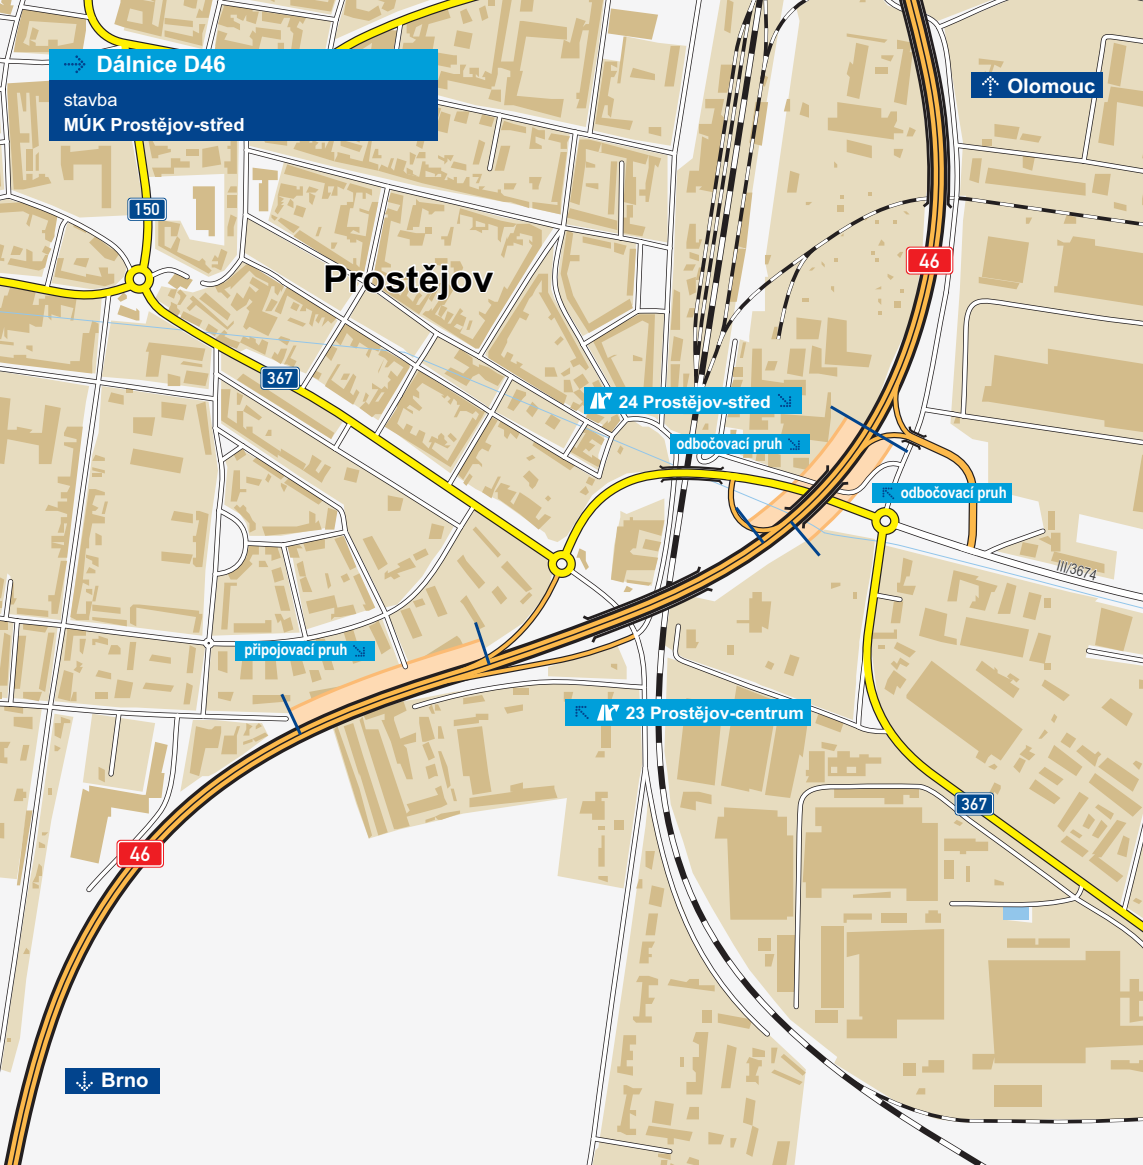 Dálnice D46
stavba
MÚK Prostějov-střed
Olomouc
150
46
Prostějov
367
24 Prostějov-střed
odbočovací pruh
odbočovací pruh
III/3674
připojovací pruh
23 Prostějov-centrum
367
46
Brno